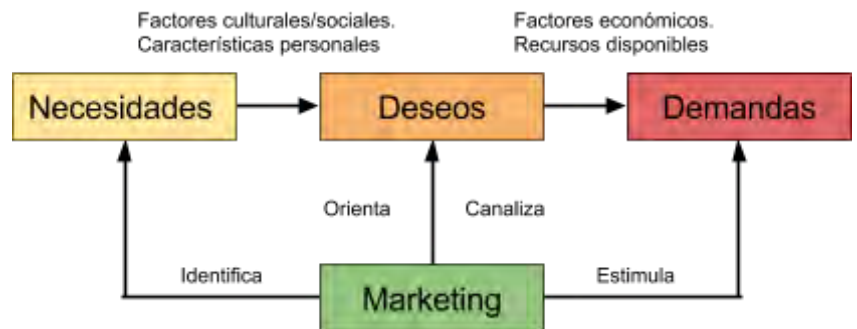 Factores culturales/sociales.
Características personales
Factores económicos.
Recursos disponibles
Necesidades
Deseos
Demandas
Orienta
Canaliza
Identifica
Estimula
Marketing